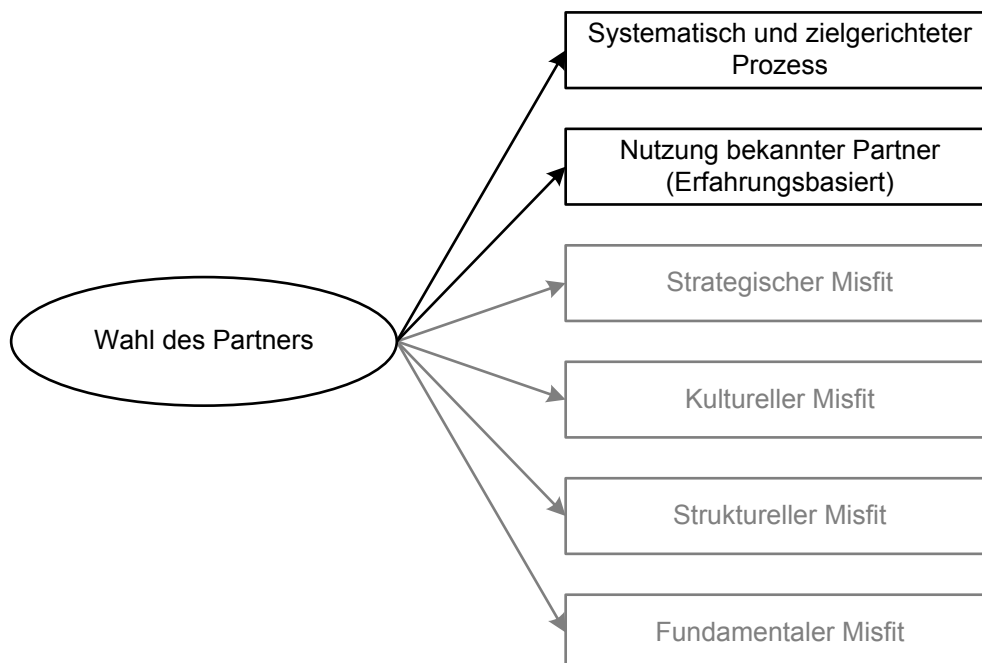 Systematisch und zielgerichteter
Prozess
Nutzung bekannter Partner
(Erfahrungsbasiert)
Strategischer Misfit
Wahl des Partners
Kultureller Misfit
Struktureller Misfit
Fundamentaler Misfit